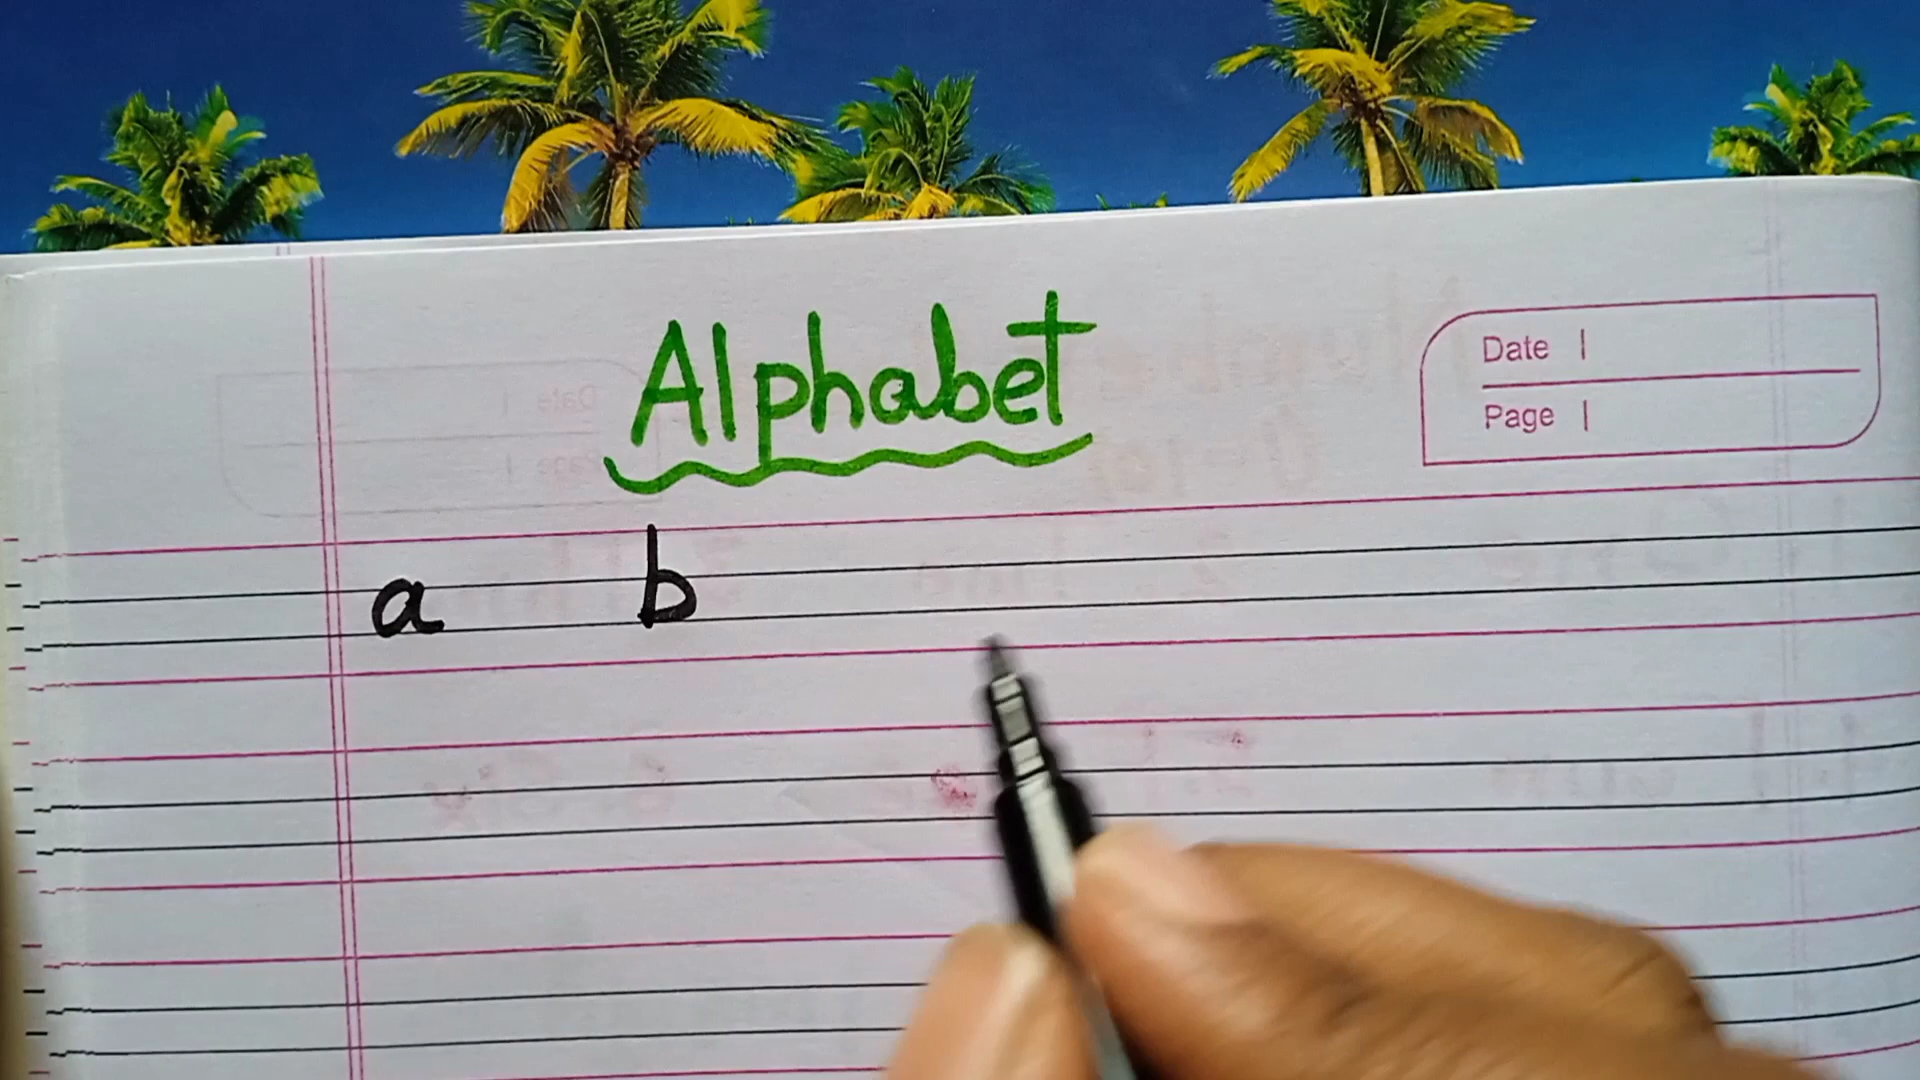 Alphabet
Date |
Page |
a b